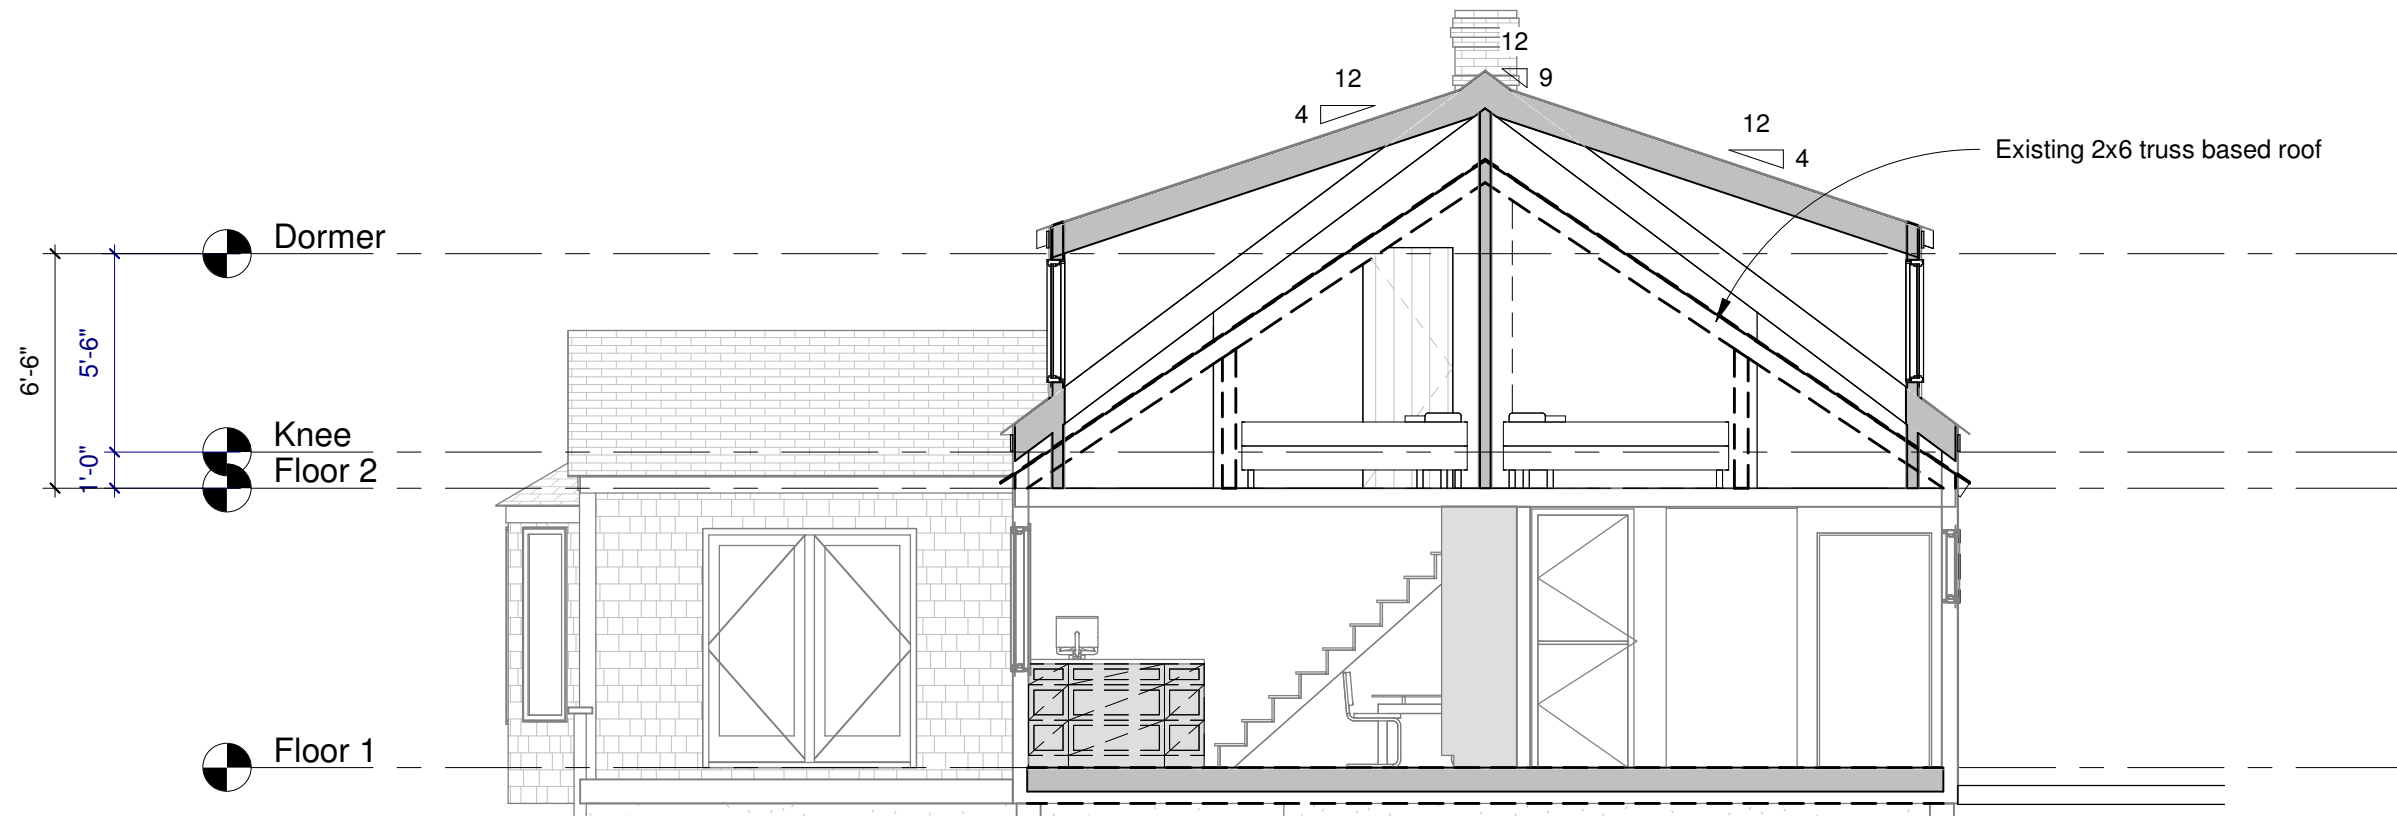 12
9
12
4
12
4
Existing 2x6 truss based roof
Dormer
6'-6"
5'-6"
Knee
1'-0"
Floor 2
Floor 1